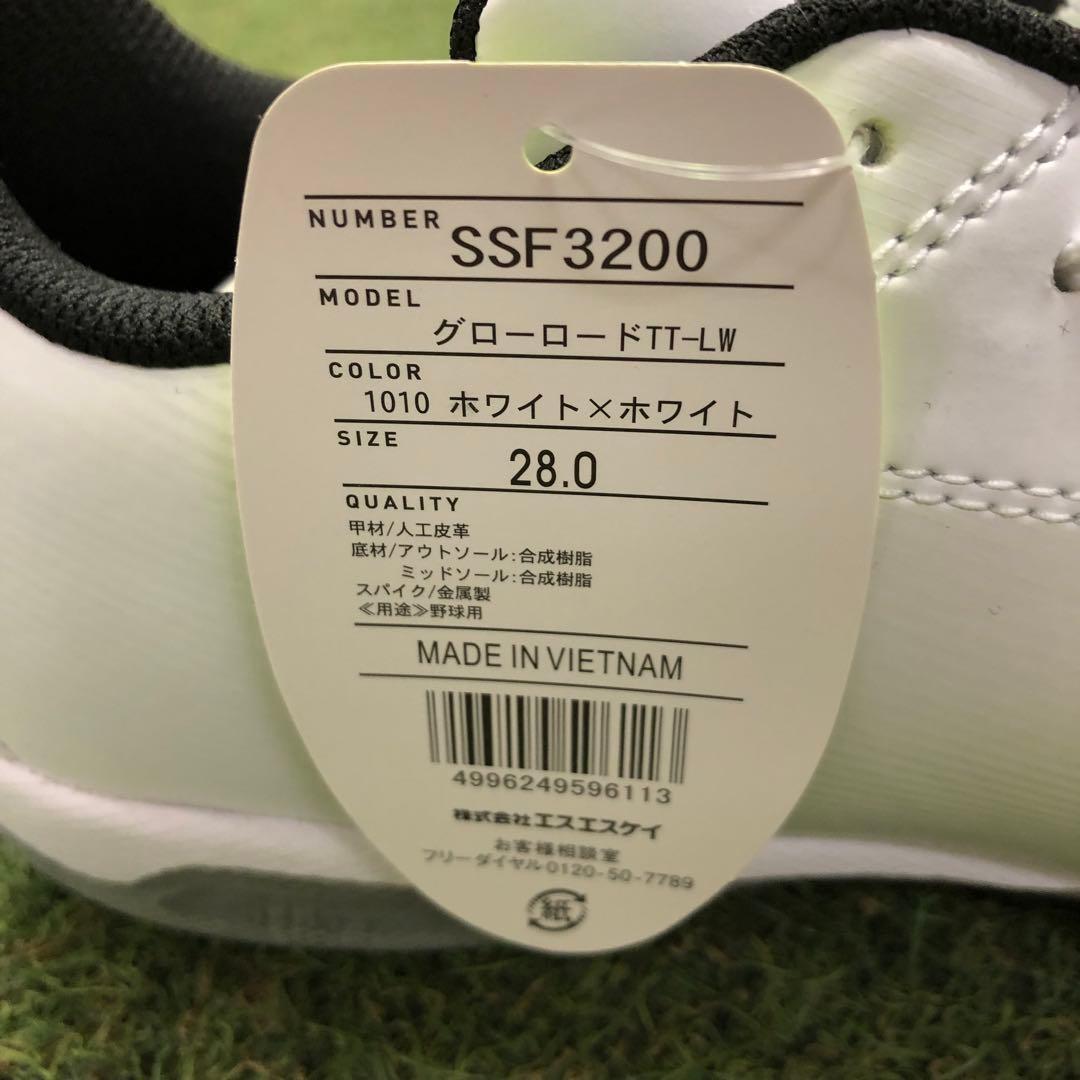 NUMBER SSF3200
MODEL
グローロードTT-LW
COLOR
1010 ホワイト×ホワイト
SIZE
28.0
QUALITY
甲材/人工皮革
底材/アウトソール:合成樹脂
ミッドソール:合成樹脂
スパイク/金属製
≪用途≫野球用
MADE IN VIETNAM
4996249596113
株式会社エスエスケイ
お客様相談室
フリーダイヤル0120-50-7789
紙